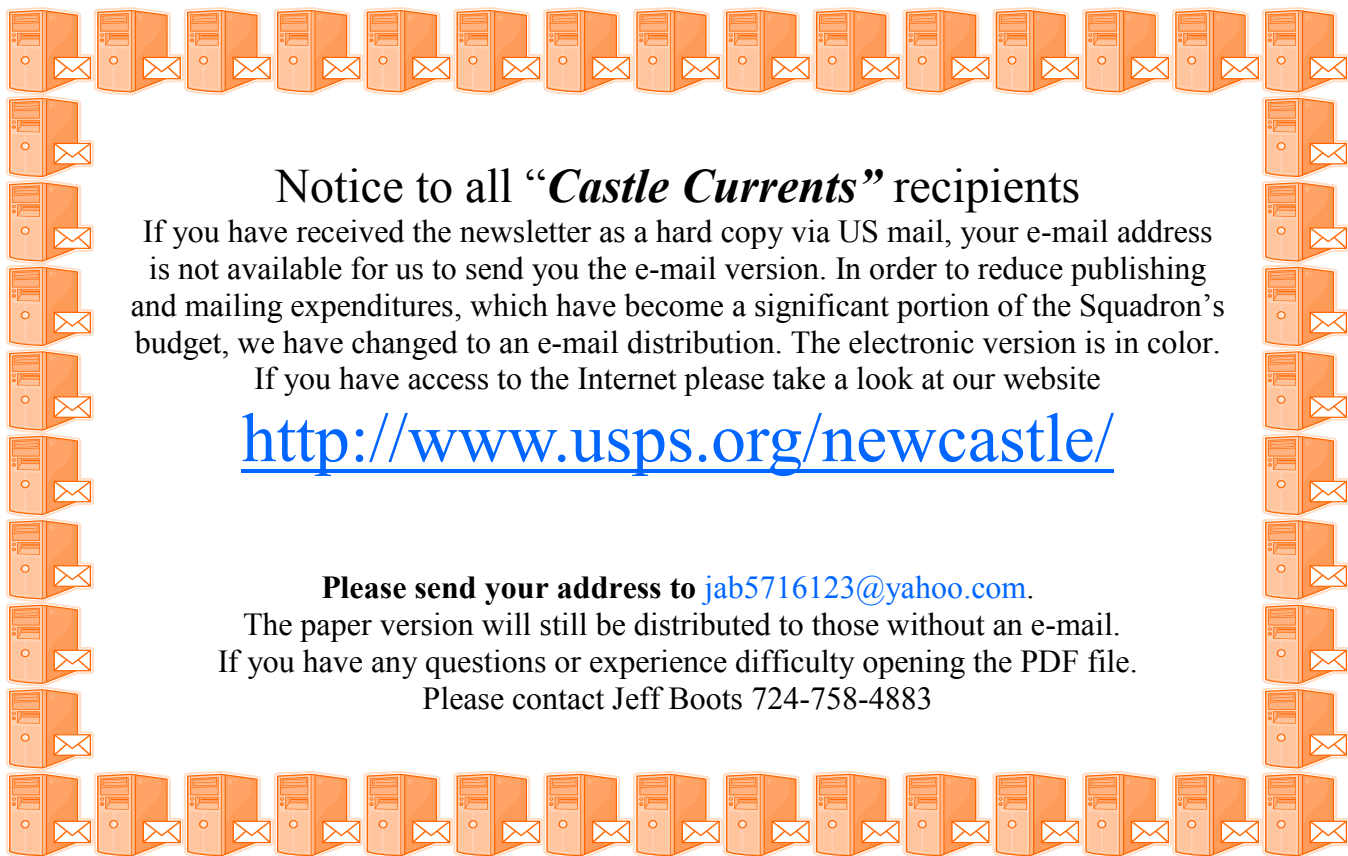 Notice to all “Castle Currents” recipients
If you have received the newsletter as a hard copy via US mail, your e-mail address
is not available for us to send you the e-mail version. In order to reduce publishing
and mailing expenditures, which have become a significant portion of the Squadron’s
budget, we have changed to an e-mail distribution. The electronic version is in color.
If you have access to the Internet please take a look at our website
http://www.usps.org/newcastle/
Please send your address to jab5716123@yahoo.com.
The paper version will still be distributed to those without an e-mail.
If you have any questions or experience difficulty opening the PDF file.
Please contact Jeff Boots 724-758-4883